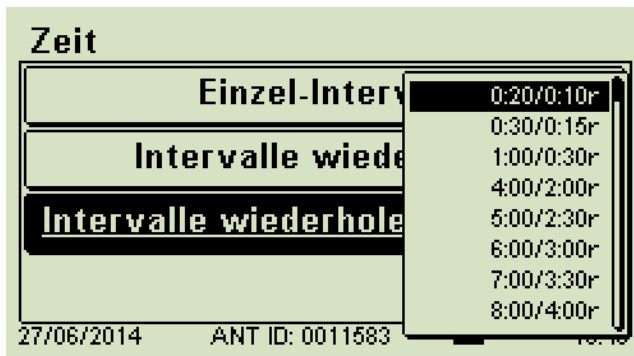 Zeit
Einzel-Interv
Intervalle wiede
Intervalle wiederhole
0:20/0:10r
0:30/0:15r
1:00/0:30r
4:00/2:00r
5:00/2:30r
6:00/3:00r
7:00/3:30r
8:00/4:00r
27/06/2014 ANT ID: 0011583